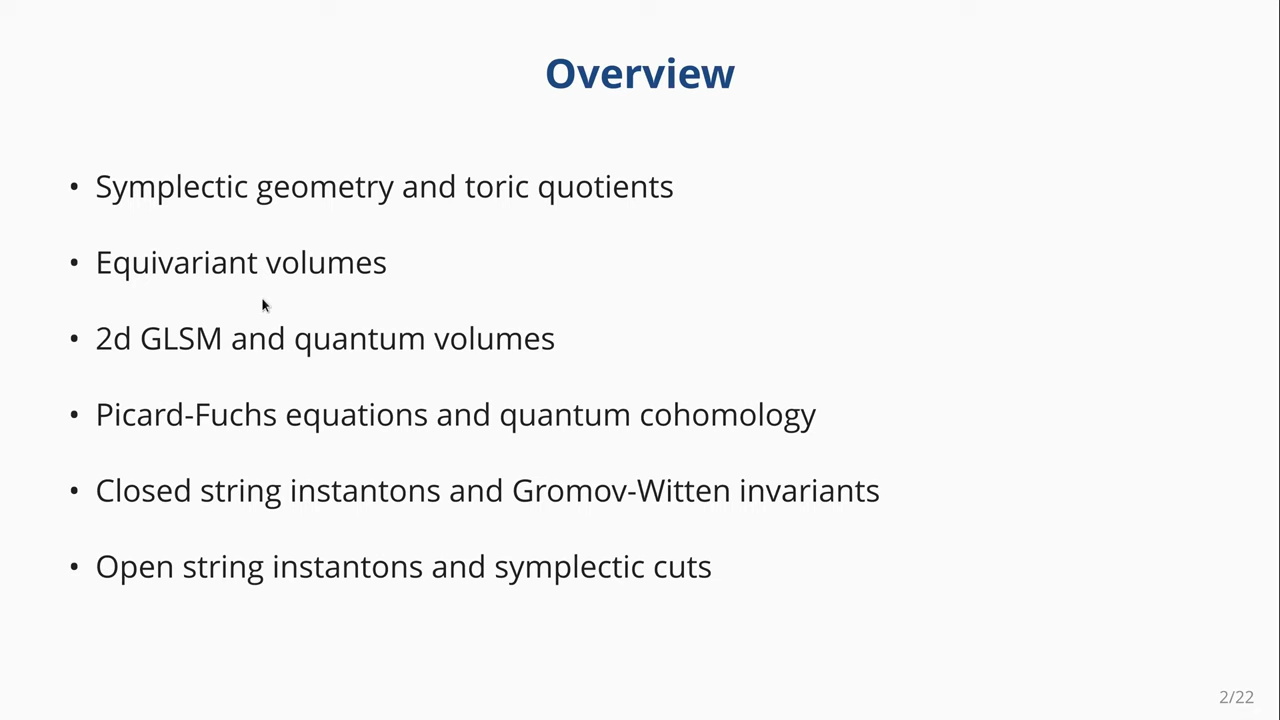 Overview
• Symplectic geometry and toric quotients
• Equivariant volumes
• 2d GLSM and quantum volumes
• Picard-Fuchs equations and quantum cohomology
• Closed string instantons and Gromov-Witten invariants
• Open string instantons and symplectic cuts
2/22